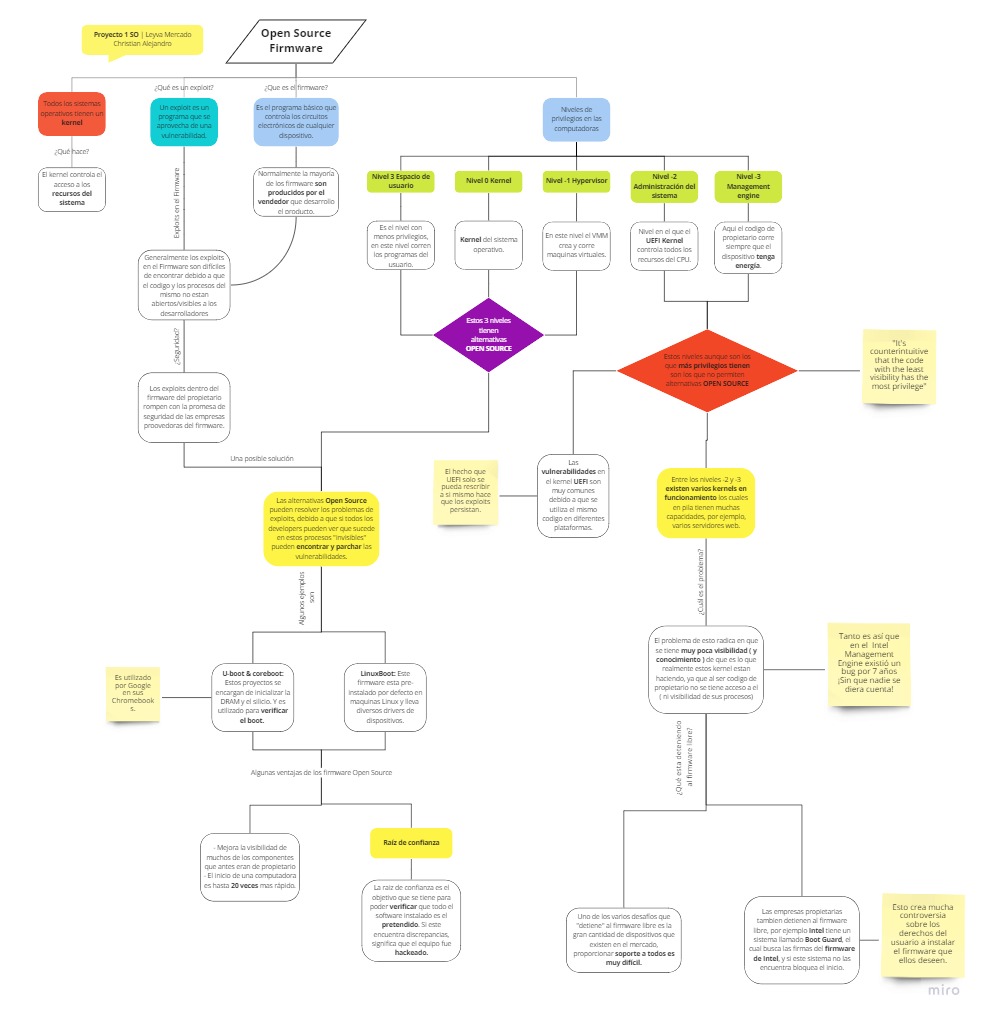 Proyecto 1 SO | Leyva Mercado
Christian Alejandro
Open Source
Firmware
¿Qué es un exploit?
¿Que es el firmware?
Todos los sistemas
operativos tienen un
kernel
Un exploit es un
programa que se
aprovecha de una
vulnerabilidad.
Es el programa básico que
controla los circuitos
electrónicos de cualquier
dispositivo.
Niveles de
privilegios en las
computadoras
¿Qué hace?
El kernel controla el
acceso a los
recursos del
sistema
Exploits en el Firmware
Normalmente la mayoría
de los firmware son
producidos por el
vendedor que desarrollo
el producto.
Nivel 3 Espacio de
usuario
Nivel 0 Kernel
Nivel -1 Hypervisor
Nivel -2
Administración del
sistema
Nivel -3
Management
engine
Es el nivel con
menos privilegios,
en este nivel corren
los programas del
usuario.
Kernel del sistema
operativo.
En este nivel el VMM
crea y corre
maquinas virtuales.
Nivel en el que el
UEFI Kernel
controla todos los
recursos del CPU.
Aqui el codigo de
propietario corre
siempre que el
dispositivo tenga
energía.
Generalmente los exploits
en el Firmware son difíciles
de encontrar debido a que
el codigo y los procesos del
mismo no estan
abiertos/visibles a los
desarrolladores
Estos 3 niveles
tienen
alternativas
OPEN SOURCE
Estos niveles aunque son los
que más privilegios tienen
son los que no permiten
alternativas OPEN SOURCE
"It's
counterintuitive
that the code
with the least
visibility has the
most privilege"
¿Seguridad?
Los exploits dentro del
firmware del propietario
rompen con la promesa de
seguridad de las empresas
proovedoras del firmware.
Una posible solución
El hecho que
UEFI solo se
pueda rescribir
a si mismo hace
que los exploits
persistan.
Las
vulnerabilidades en
el kernel UEFI son
muy comunes
debido a que se
utiliza el mismo
codigo en diferentes
plataformas.
Entre los niveles -2 y -3
existen varios kernels en
funcionamiento los cuales
en pila tienen muchas
capacidades, por ejemplo,
varios servidores web.
Las alternativas Open Source
pueden resolver los problemas de
exploits, debido a que si todos los
developers pueden ver que sucede
en estos procesos "invisibles"
pueden encontrar y parchar las
vulnerabilidades.
Algunos ejemplos
son
¿Cuál es el problema?
Es utilizado
por Google
en sus
Chromebook
s.
U-boot & coreboot:
Estos proyectos se
encargan de inicializar la
DRAM y el silicio. Y es
utilizado para verificar
el boot.
LinuxBoot: Este
firmware esta pre-
instalado por defecto en
maquinas Linux y lleva
diversos drivers de
dispositivos.
El problema de esto radica en que
se tiene muy poca visibilidad ( y
conocimiento ) de que es lo que
realmente estos kernel estan
haciendo, ya que al ser codigo de
propietario no se tiene acceso a el
( ni visibilidad de sus procesos)
Tanto es así que
en el Intel
Management
Engine existió un
bug por 7 años
¡Sin que nadie se
diera cuenta!
Algunas ventajas de los firmware Open Source
¿Qué esta deteniendo
al firmware libre?
- Mejora la visibilidad de
muchos de los componentes
que antes eran de propietario
- El inicio de una computadora
es hasta 20 veces mas rápido.
Raíz de confianza
La raiz de confianza es el
objetivo que se tiene para
poder verificar que todo el
software instalado es el
pretendido. Si este
encuentra discrepancias,
significa que el equipo fue
hackeado.
Uno de los varios desafíos que
"detiene" al firmware libre es la
gran cantidad de dispositivos que
existen en el mercado,
proporcionar soporte a todos es
muy difícil.
Las empresas propietarias
tambien detienen al firmware
libre, por ejemplo Intel tiene un
sistema llamado Boot Guard, el
cual busca las firmas del firmware
de Intel, y si este sistema no las
encuentra bloquea el inicio.
Esto crea mucha
controversia
sobre los
derechos del
usuario a instalar
el firmware que
ellos deseen.
miro